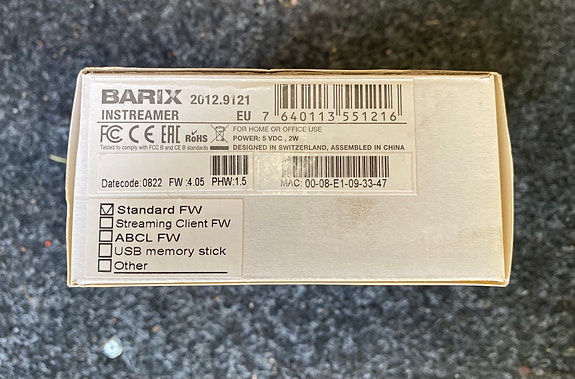 BARIX 2012.9121
INSTREAMER EU 7 640113 551216
FC CE EAC RoHS FOR HOME OR OFFICE USE
POWER: 5 VDC , 2W
Tested to comply with FCC B and CE B standards DESIGNED IN SWITZERLAND, ASSEMBLED IN CHINA
Datecode:0822 FW :4.05 PHW:1.5 MAC: 00-08-E1-09-33-47
Standard FW
Streaming Client FW
ABCL FW
USB memory stick
Other